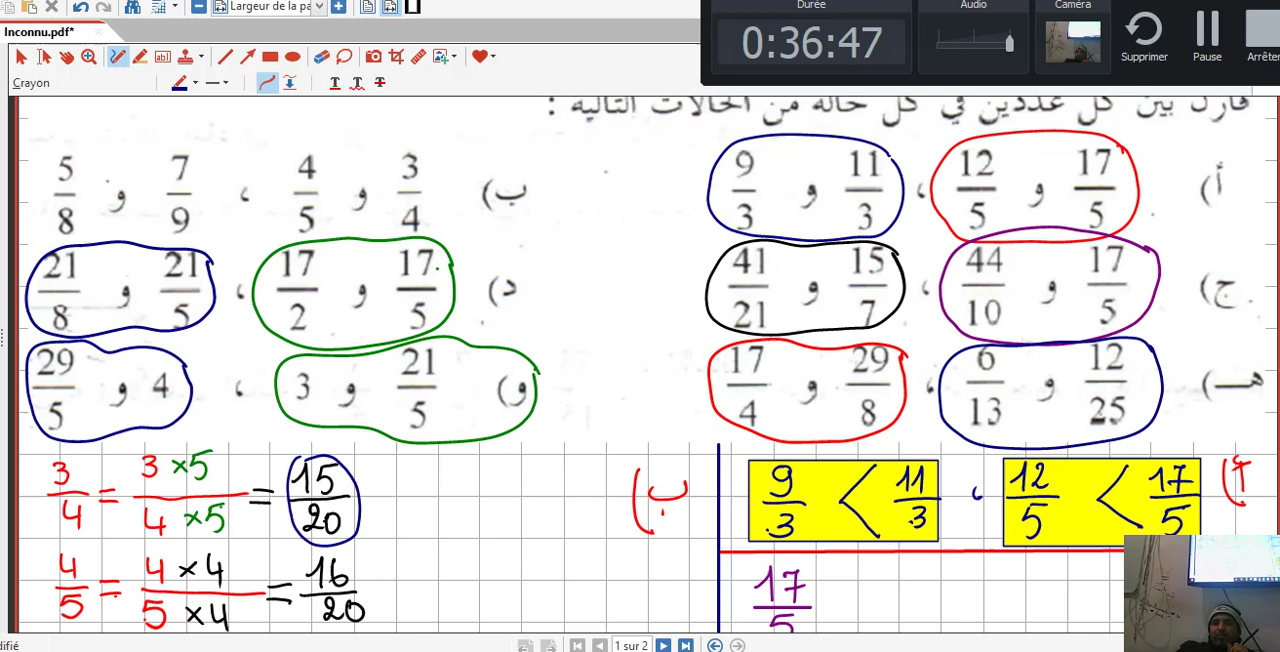 Largeur de la pa
Inconnu.pdf*
Crayon
T T T
Durée Audio Caméra
0:36:47
Supprimer Pause Arrêter
قارن بين كل عددين في كل حالة من الحالات التالية :
أ) 17/5 و 12/5 ، 11/3 و 9/3
ب) 3/4 و 4/5 ، 7/9 و 5/8
ج) 17/5 و 44/10 ، 15/7 و 41/21
د) 17/5 و 17/2 ، 21/5 و 21/8
هـ) 12/25 و 6/13 ، 29/8 و 17/4
و) 21/5 و 3 ، 4 و 29/5
أ) 12/5 < 17/5 ، 9/3 < 11/3
ب)
3/4 = 3 ×5/4 ×5 = 15/20
4/5 = 4 ×4/5 ×4 = 16/20
17/5
difié
1 sur 2